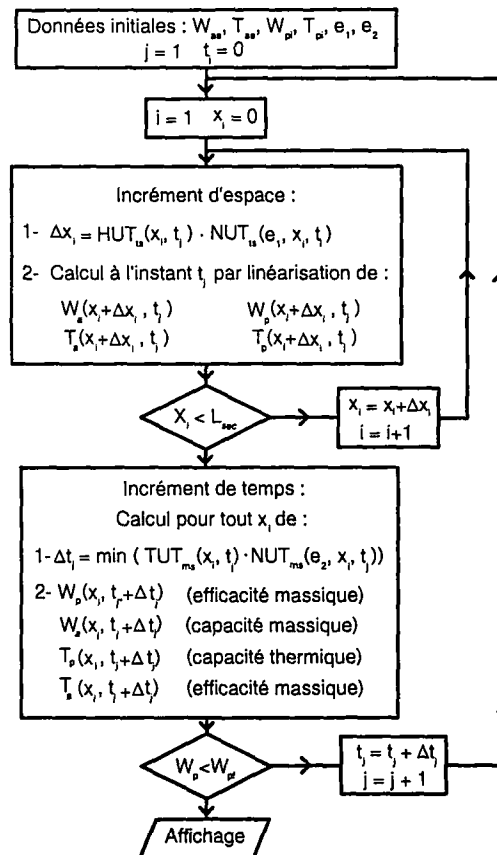 Données initiales : W_ae, T_ae, W_pi, T_pi, e_1, e_2
j = 1 t_i = 0
i = 1 x_i = 0
Incrément d'espace :
1- Δx_i = HUT_ts(x_i, t_j) · NUT_ts(e_1, x_i, t_j)
2- Calcul à l'instant t_j par linéarisation de :
W_a(x_i+Δx_i , t_j) W_p(x_i+Δx_i , t_j)
T_a(x_i+Δx_i , t_j) T_p(x_i+Δx_i , t_j)
X_i < L_sec
x_i = x_i+Δx_i
i = i+1
Incrément de temps :
Calcul pour tout x_i de :
1- Δt_j = min ( TUT_ms(x_i, t_j) · NUT_ms(e_2, x_i, t_j))
2- W_p(x_i, t_j+Δt_j) (efficacité massique)
W_a(x_i, t_j+Δt_j) (capacité massique)
T_p(x_i, t_j+Δt_j) (capacité thermique)
T_a(x_i, t_j+Δt_j) (efficacité massique)
W_p<W_pf
t_j = t_j + Δt_j
j = j + 1
Affichage